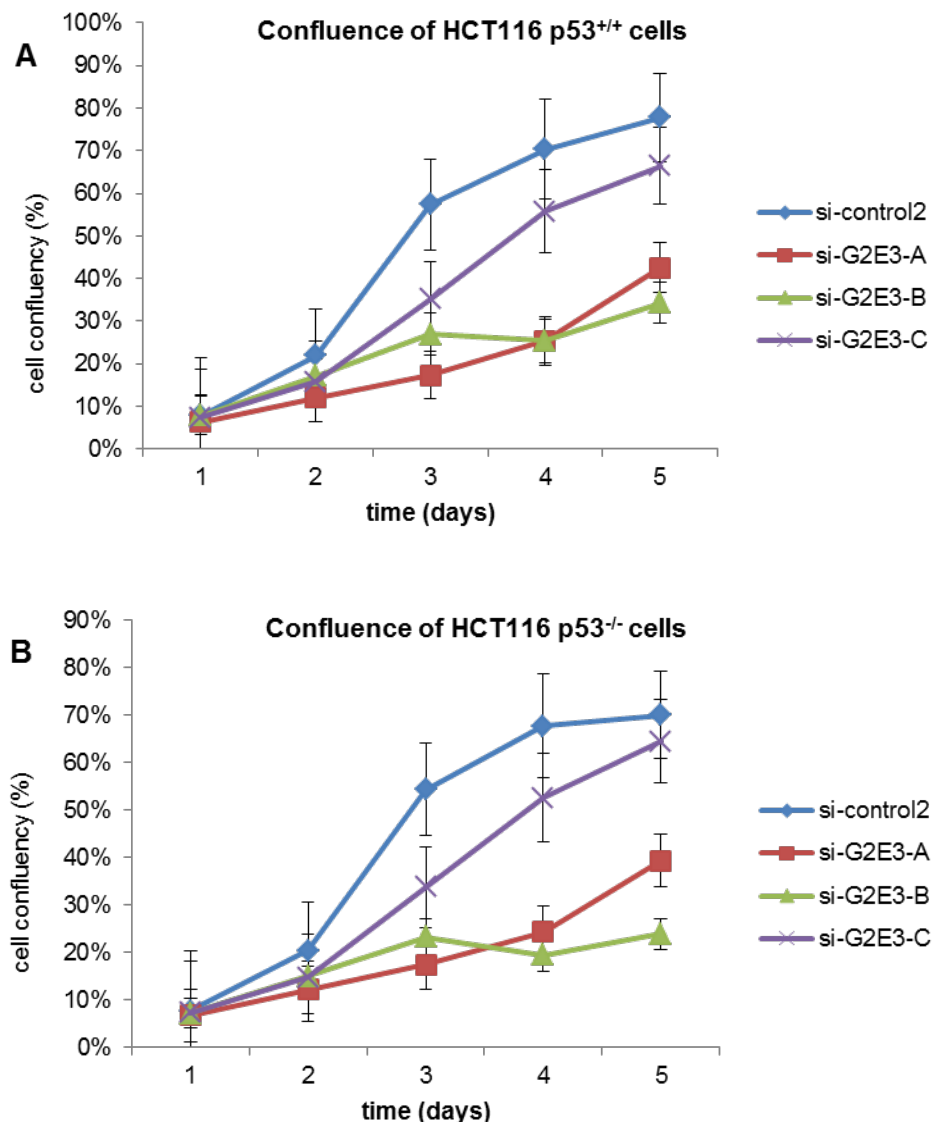 A
Confluence of HCT116 p53+/+ cells
100%
90%
80%
70%
60%
50%
40%
30%
20%
10%
0%
cell confluency (%)
1 2 3 4 5
time (days)
si-control2
si-G2E3-A
si-G2E3-B
si-G2E3-C
B
Confluence of HCT116 p53-/- cells
90%
80%
70%
60%
50%
40%
30%
20%
10%
0%
cell confluency (%)
1 2 3 4 5
time (days)
si-control2
si-G2E3-A
si-G2E3-B
si-G2E3-C